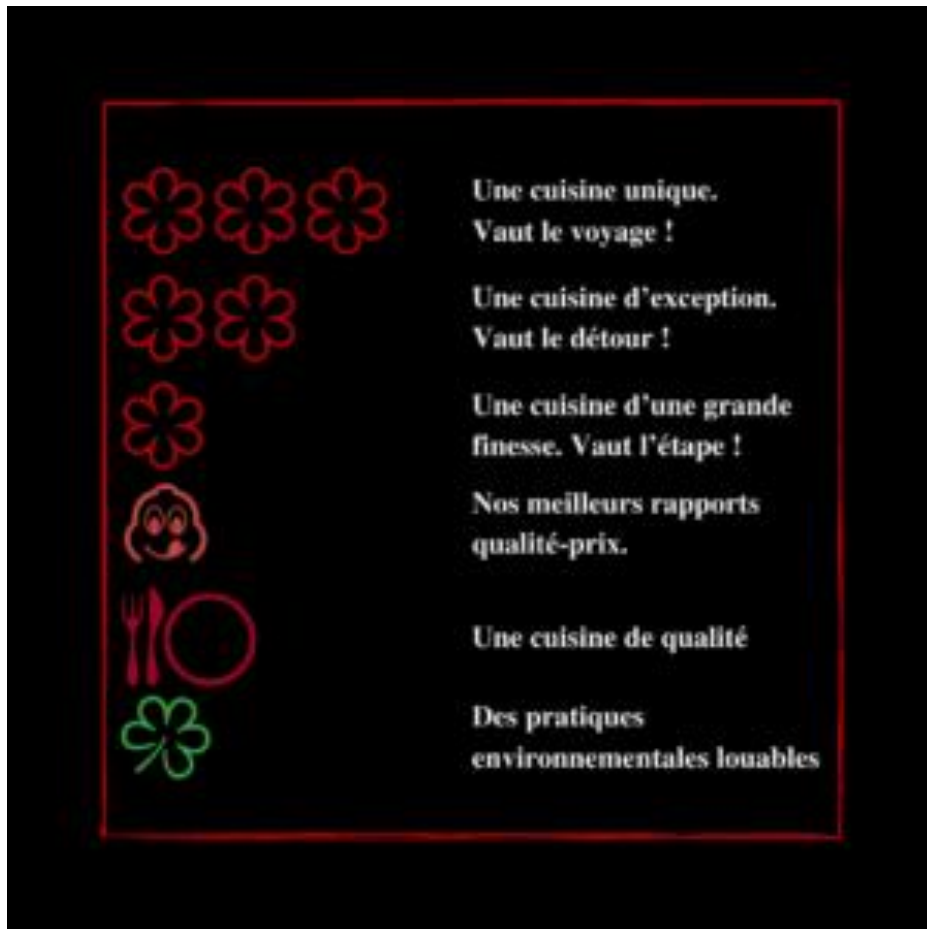 Une cuisine unique.
Vaut le voyage !
Une cuisine d’exception.
Vaut le détour !
Une cuisine d’une grande
finesse. Vaut l’étape !
Nos meilleurs rapports
qualité-prix.
Une cuisine de qualité
Des pratiques
environnementales louables